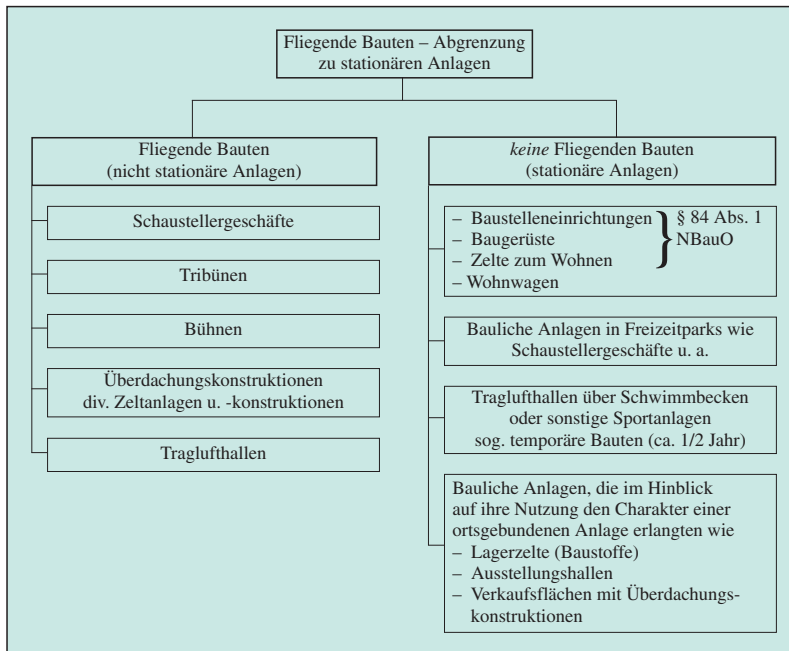 Fliegende Bauten – Abgrenzung
zu stationären Anlagen
Fliegende Bauten
(nicht stationäre Anlagen)
Schaustellergeschäfte
Tribünen
Bühnen
Überdachungskonstruktionen
div. Zeltanlagen u. -konstruktionen
Traglufthallen
keine Fliegenden Bauten
(stationäre Anlagen)
– Baustelleneinrichtungen
– Baugerüste
– Zelte zum Wohnen
– Wohnwagen
} § 84 Abs. 1
NBauO
Bauliche Anlagen in Freizeitparks wie
Schaustellergeschäfte u. a.
Traglufthallen über Schwimmbecken
oder sonstige Sportanlagen
sog. temporäre Bauten (ca. 1/2 Jahr)
Bauliche Anlagen, die im Hinblick
auf ihre Nutzung den Charakter einer
ortsgebundenen Anlage erlangten wie
– Lagerzelte (Baustoffe)
– Ausstellungshallen
– Verkaufsflächen mit Überdachungs-
konstruktionen